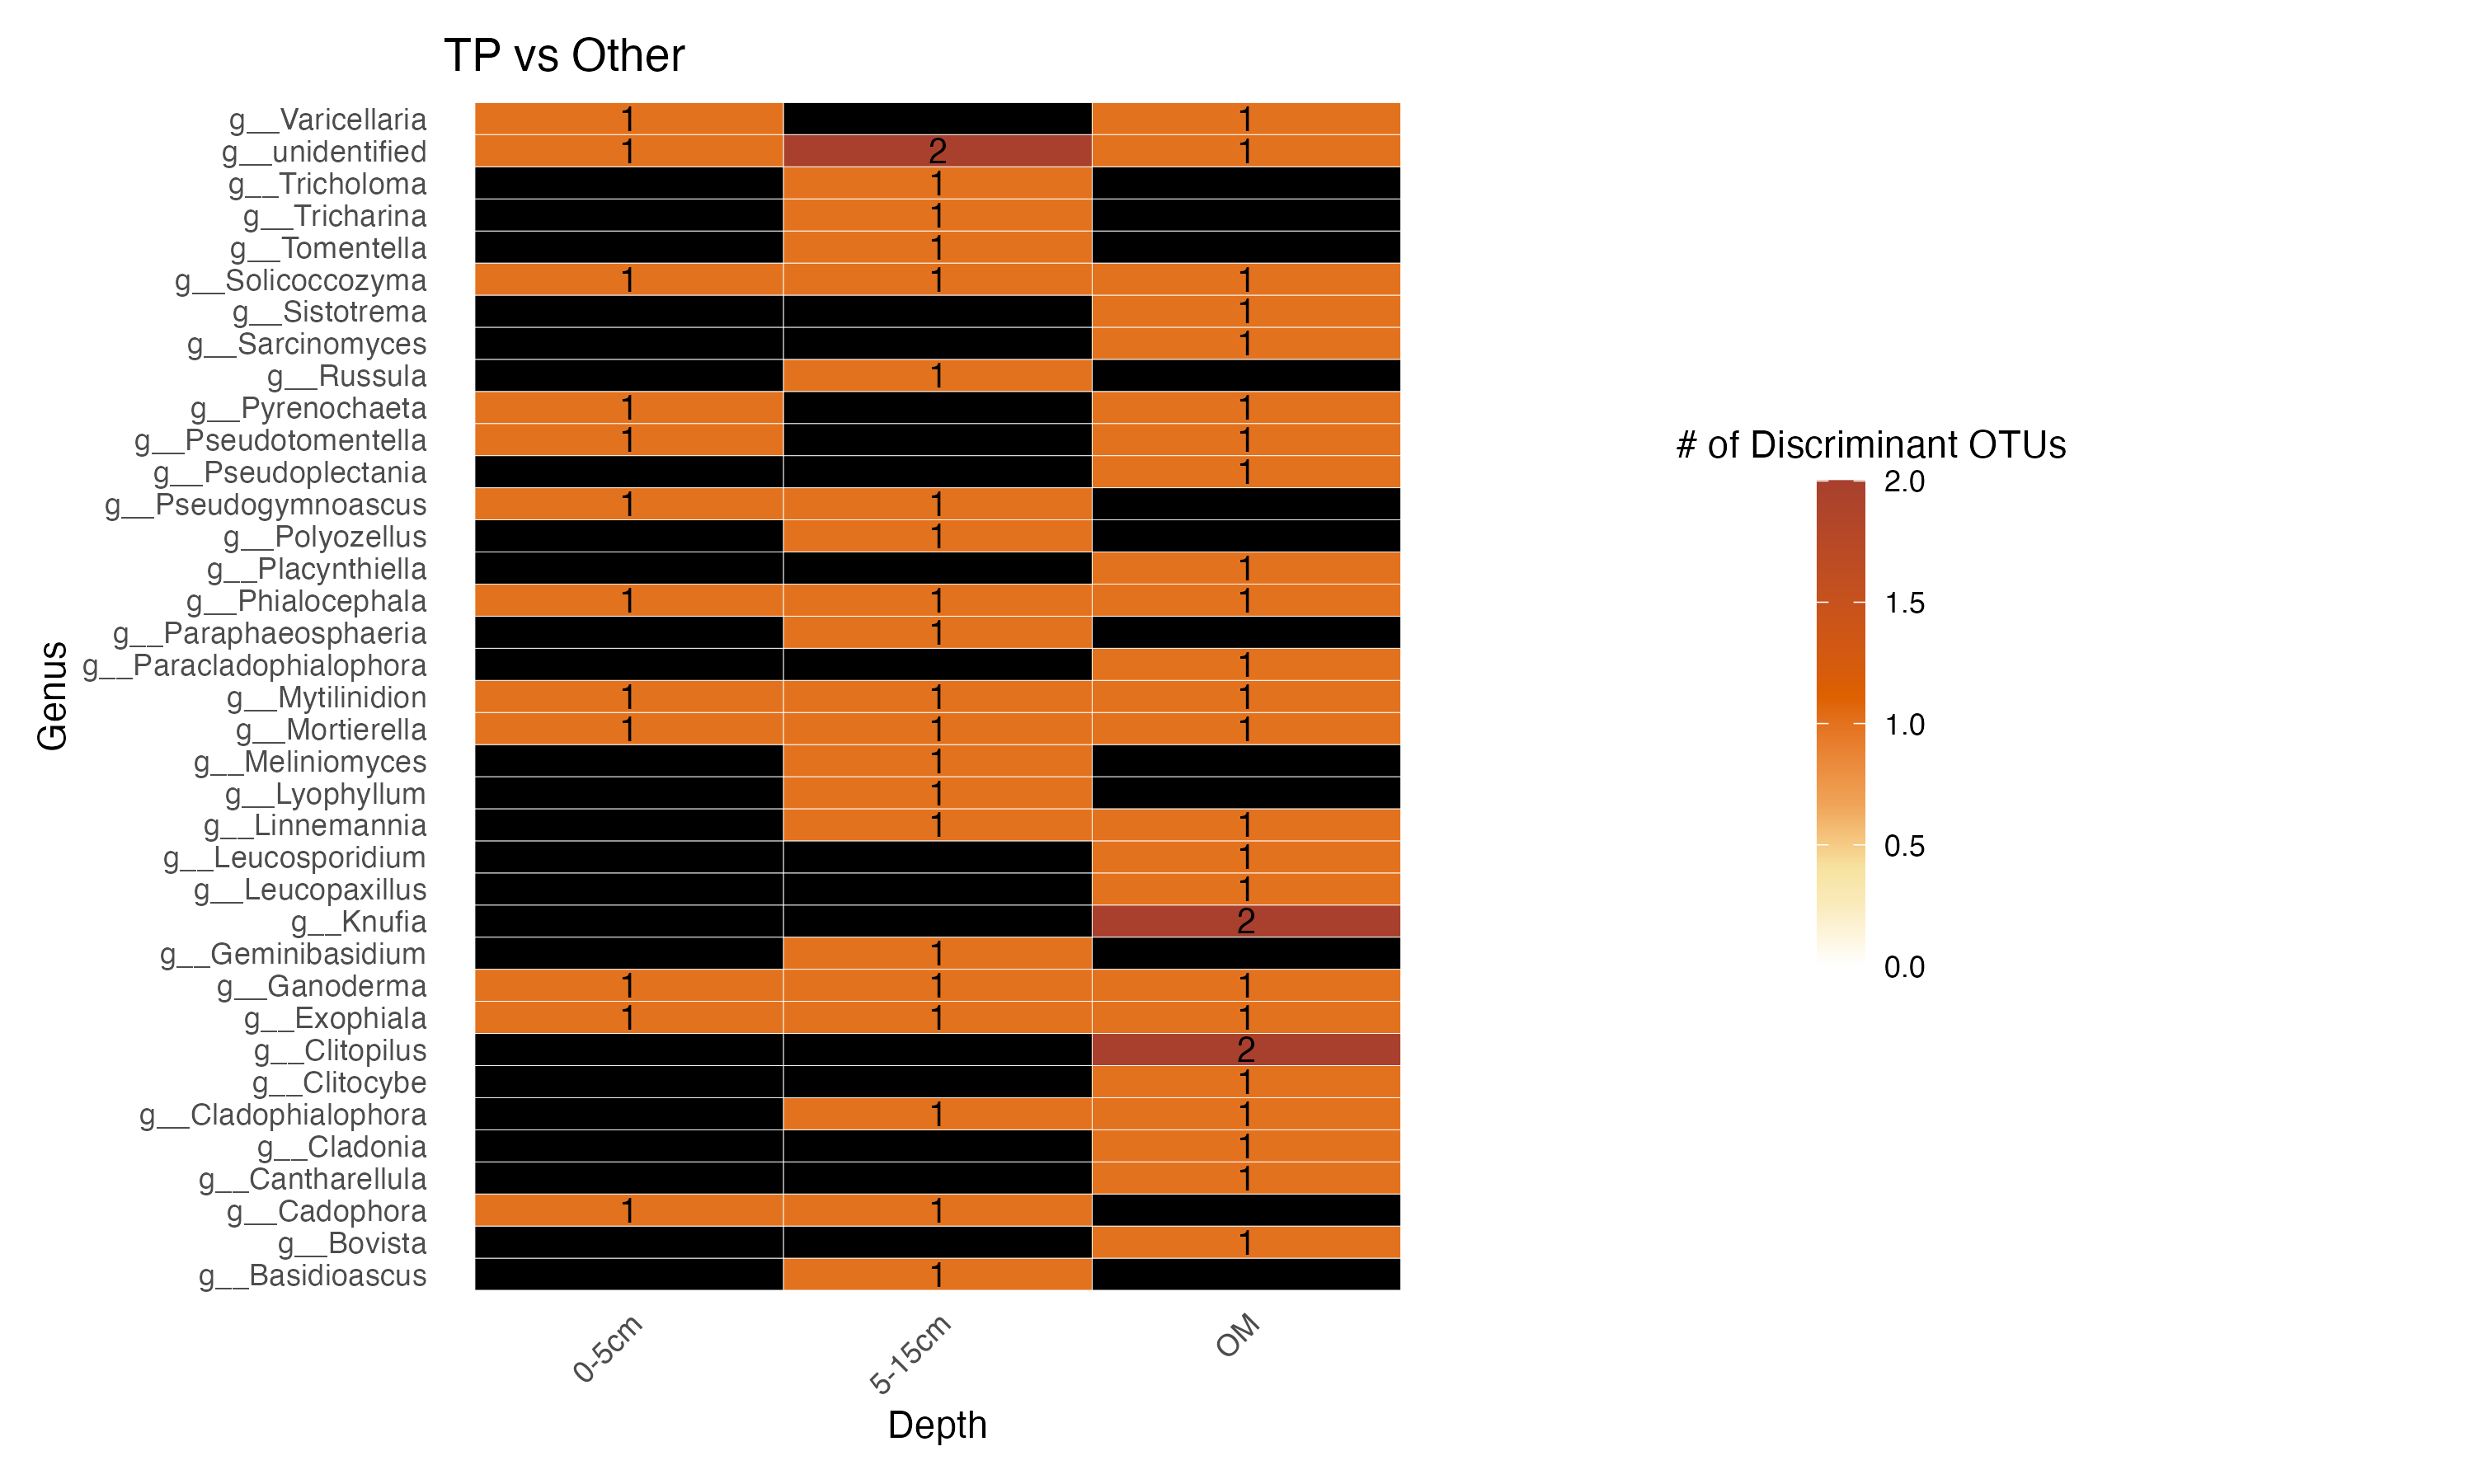 TP vs Other
g__Varicellaria 1 1
g__unidentified 1 2 1
g__Tricholoma 1
g__Tricharina 1
g__Tomentella 1
g__Solicoccozyma 1 1 1
g__Sistotrema 1
g__Sarcinomyces 1
g__Russula 1
g__Pyrenochaeta 1 1
g__Pseudotomentella 1 1
g__Pseudoplectania 1
g__Pseudogymnoascus 1 1
g__Polyozellus 1
g__Placynthiella 1
g__Phialocephala 1 1 1
g__Paraphaeosphaeria 1
g__Paracladophialophora 1
g__Mytilinidion 1 1 1
g__Mortierella 1 1 1
g__Meliniomyces 1
g__Lyophyllum 1
g__Linnemannia 1 1
g__Leucosporidium 1
g__Leucopaxillus 1
g__Knufia 2
g__Geminibasidium 1
g__Ganoderma 1 1 1
g__Exophiala 1 1 1
g__Clitopilus 2
g__Clitocybe 1
g__Cladophialophora 1 1
g__Cladonia 1
g__Cantharellula 1
g__Cadophora 1 1
g__Bovista 1
g__Basidioascus 1
Genus
0-5cm 5-15cm OM
Depth
# of Discriminant OTUs
2.0
1.5
1.0
0.5
0.0